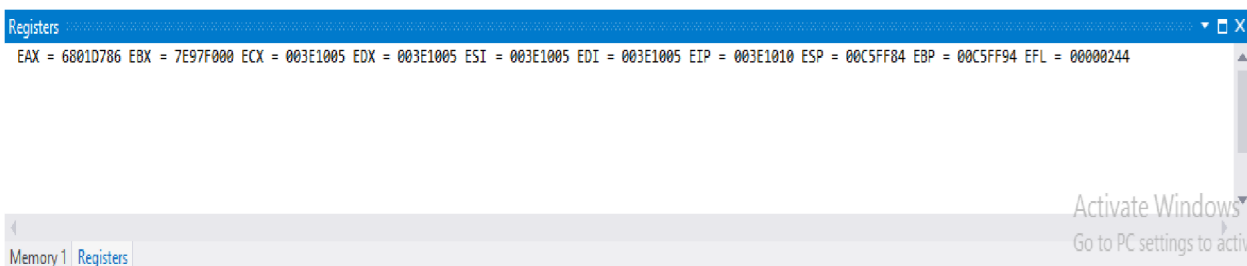 Registers
EAX = 6801D786 EBX = 7E97F000 ECX = 003E1005 EDX = 003E1005 ESI = 003E1005 EDI = 003E1005 EIP = 003E1010 ESP = 00C5FF84 EBP = 00C5FF94 EFL = 00000244
Activate Windows
Go to PC settings to activ
Memory 1 Registers